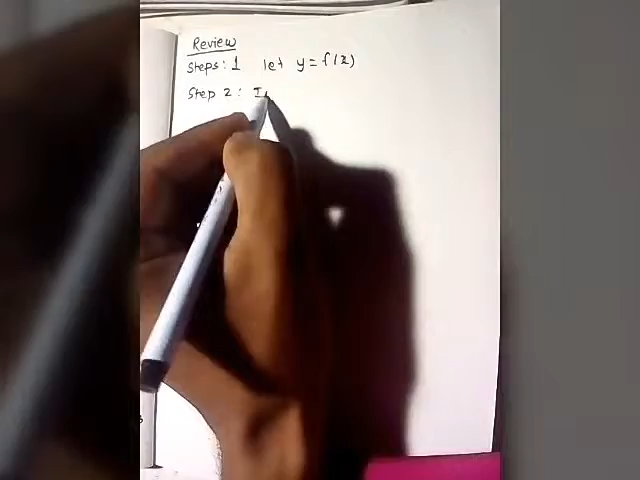 Review
Steps: 1 let y = f(x)
Step 2: I